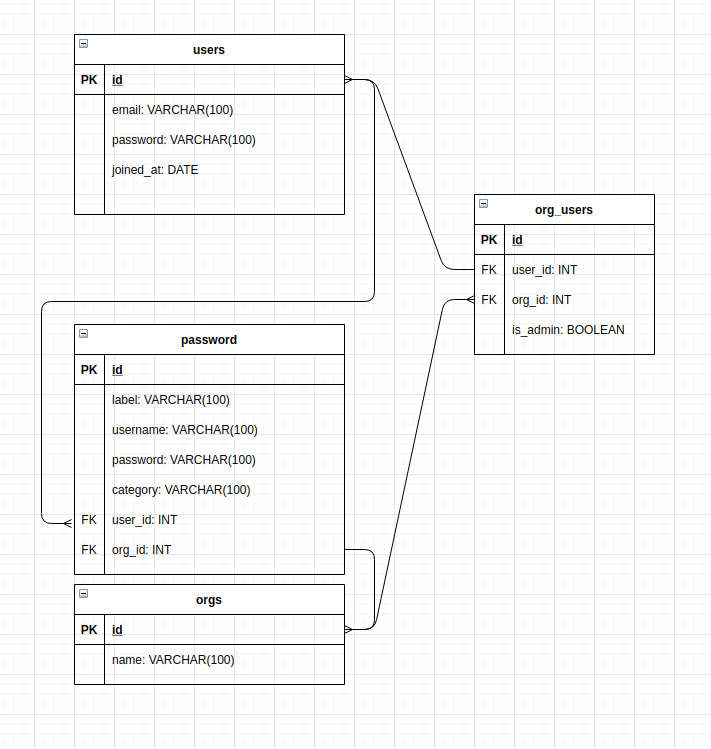 users
PK id
email: VARCHAR(100)
password: VARCHAR(100)
joined_at: DATE
org_users
PK id
FK user_id: INT
FK org_id: INT
is_admin: BOOLEAN
password
PK id
label: VARCHAR(100)
username: VARCHAR(100)
password: VARCHAR(100)
category: VARCHAR(100)
FK user_id: INT
FK org_id: INT
orgs
PK id
name: VARCHAR(100)